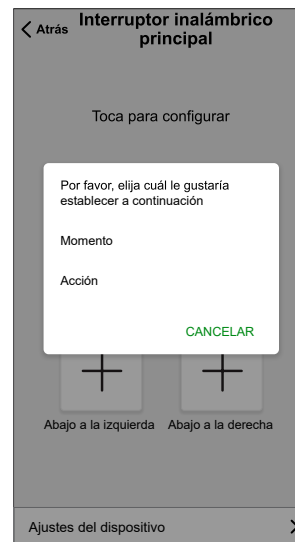 Atrás
Interruptor inalámbrico
principal
Toca para configurar
Por favor, elija cuál le gustaría
establecer a continuación
Momento
Acción
CANCELAR
Abajo a la izquierda Abajo a la derecha
Ajustes del dispositivo